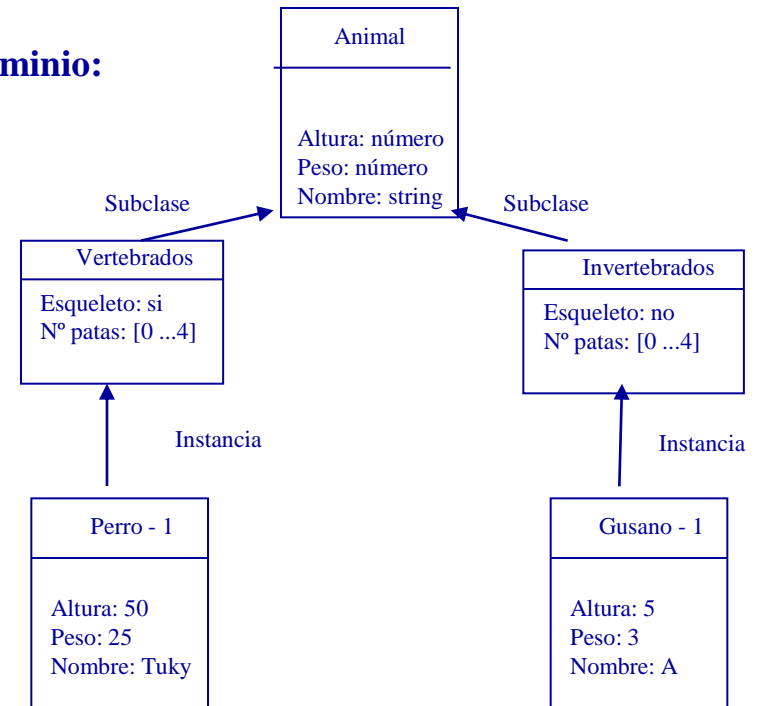 Animal
minio:
Altura: número
Peso: número
Nombre: string
Subclase
Subclase
Vertebrados
Esqueleto: si
Nº patas: [0 ...4]
Invertebrados
Esqueleto: no
Nº patas: [0 ...4]
Instancia
Instancia
Perro - 1
Altura: 50
Peso: 25
Nombre: Tuky
Gusano - 1
Altura: 5
Peso: 3
Nombre: A